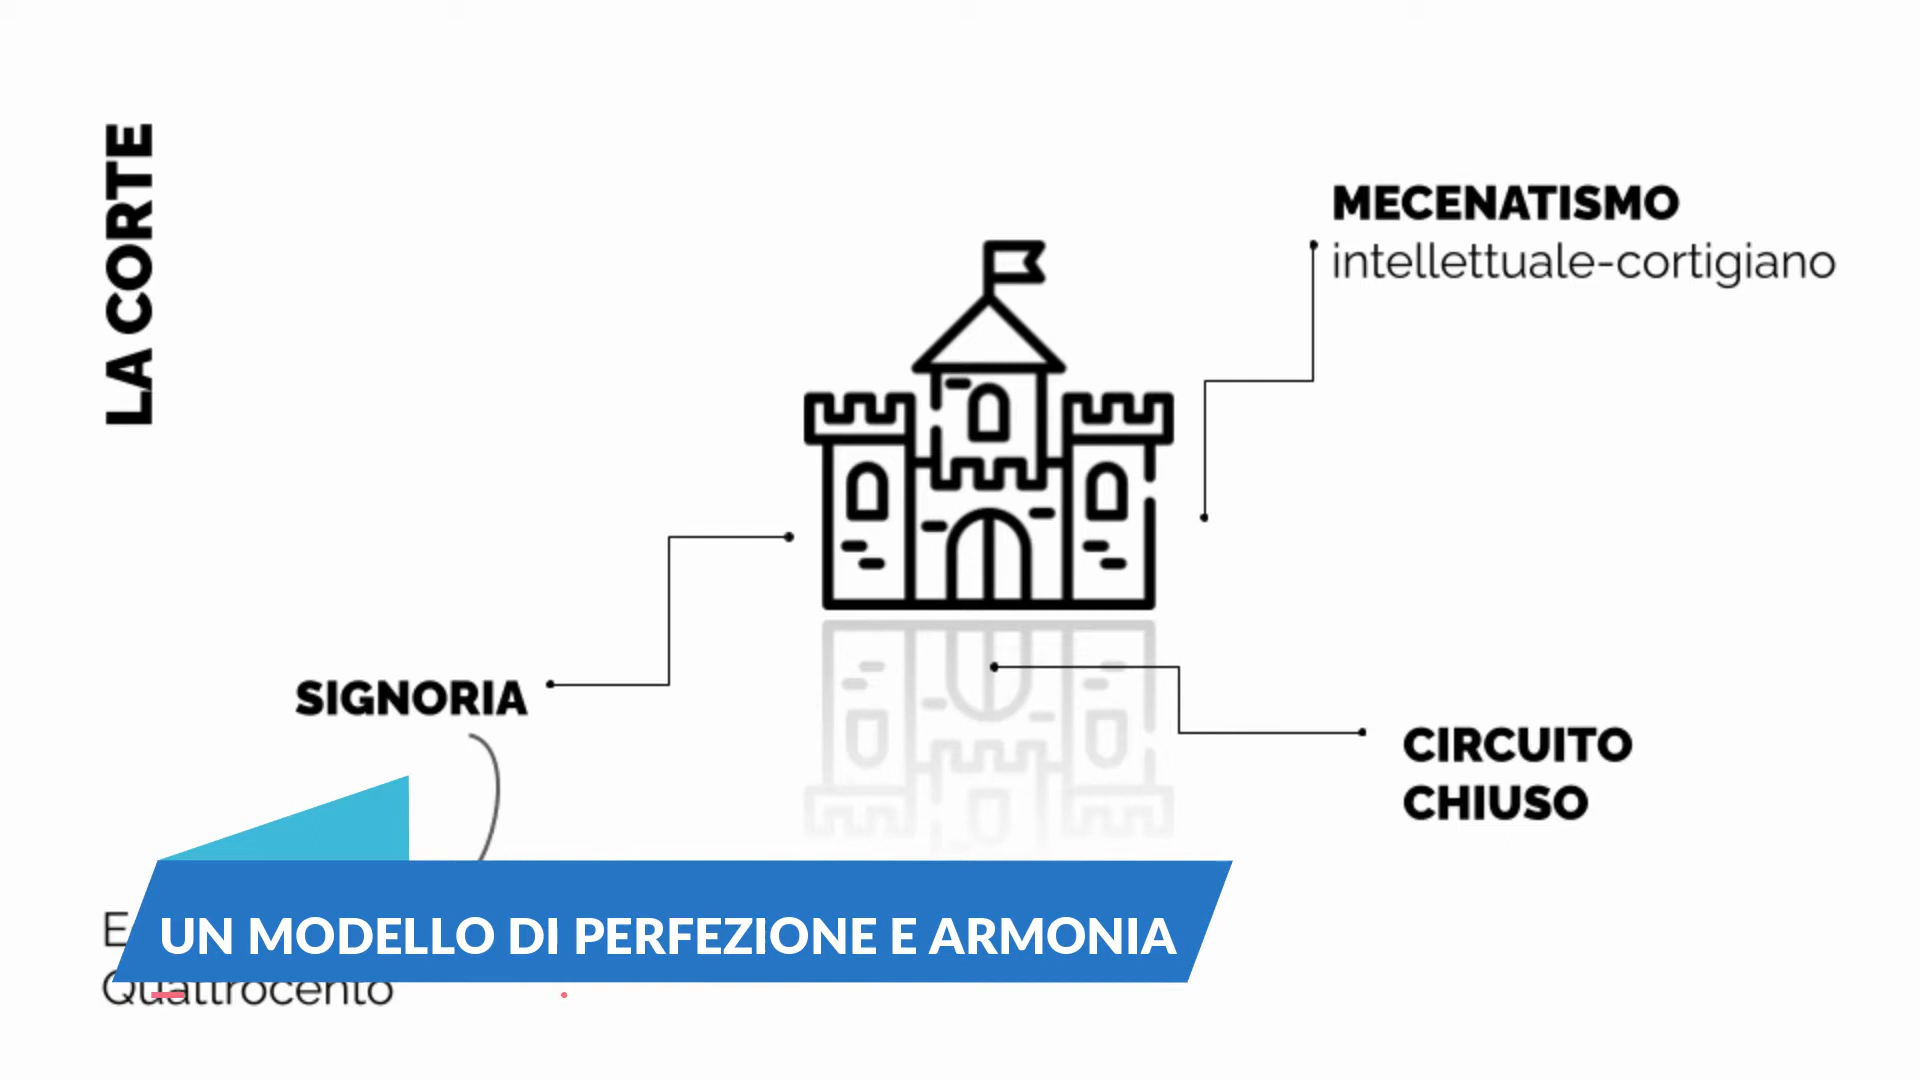 LA CORTE
MECENATISMO
intellettuale-cortigiano
SIGNORIA
CIRCUITO
CHIUSO
UN MODELLO DI PERFEZIONE E ARMONIA
Quattrocento